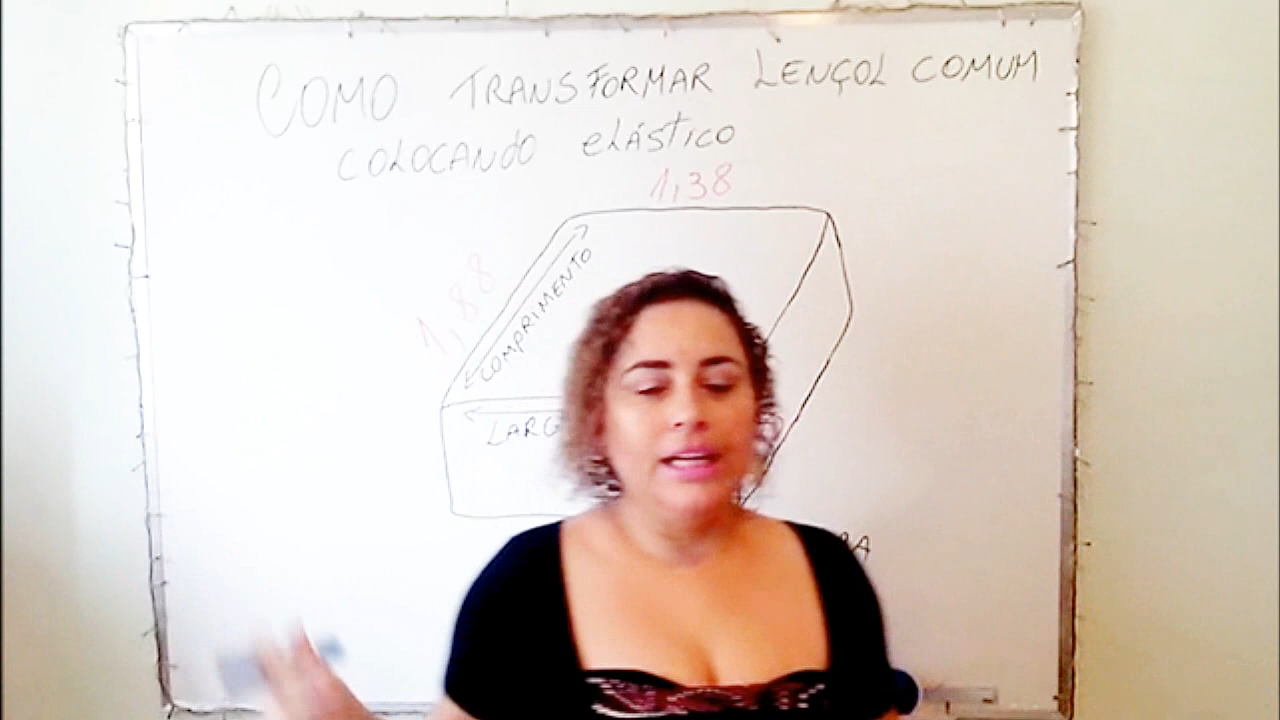 COMO TRANSFORMAR LENÇOL COMUM
COLOCANDO ELÁSTICO
1,38
1,88
COMPRIMENTO